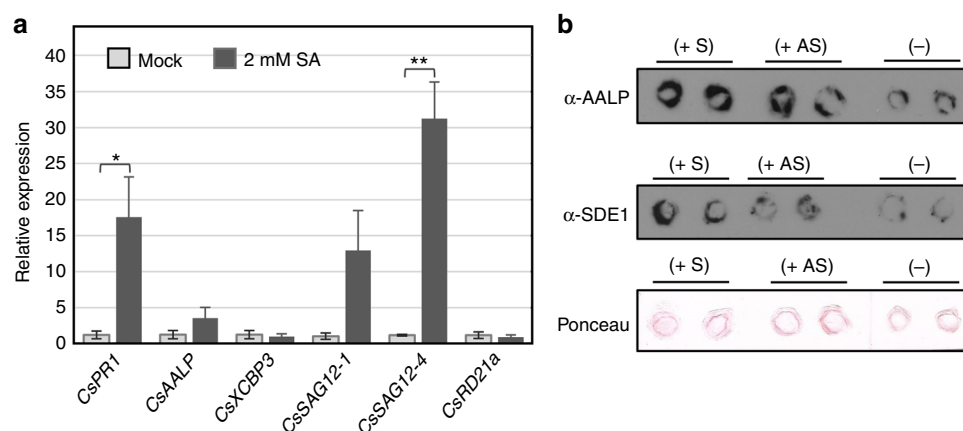 a
40
35
30
25
20
15
10
5
0
Relative expression
Mock
2 mM SA
*
**
CsPR1
CsAALP
CsXCBP3
CsSAG12-1
CsSAG12-4
CsRD21a
b
(+ S) (+ AS) (–)
α-AALP
(+ S) (+ AS) (–)
α-SDE1
(+ S) (+ AS) (–)
Ponceau